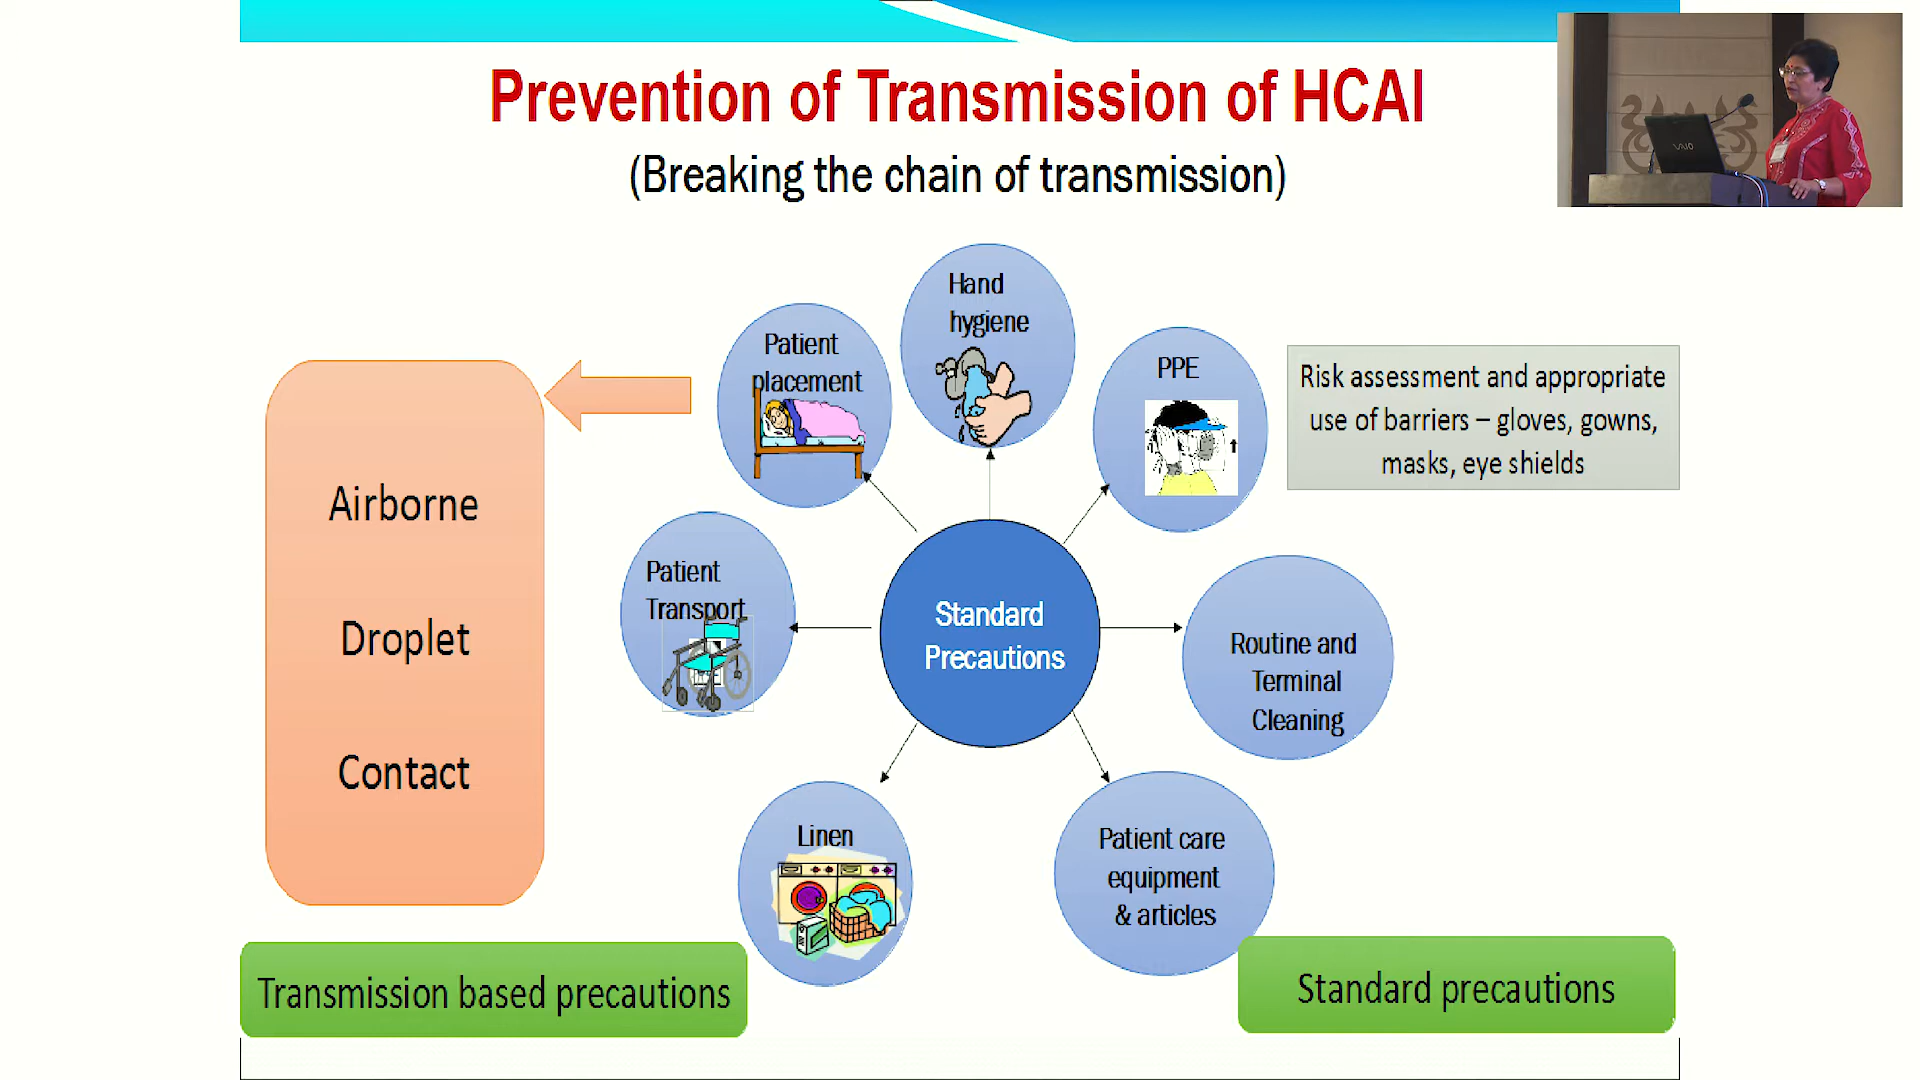 Prevention of Transmission of HCAI
(Breaking the chain of transmission)
Hand
hygiene
Patient
placement
PPE
Risk assessment and appropriate
use of barriers – gloves, gowns,
masks, eye shields
Airborne
Droplet
Contact
Patient
Transport
Standard
Precautions
Routine and
Terminal
Cleaning
Linen
Patient care
equipment
& articles
Transmission based precautions
Standard precautions
VAIO